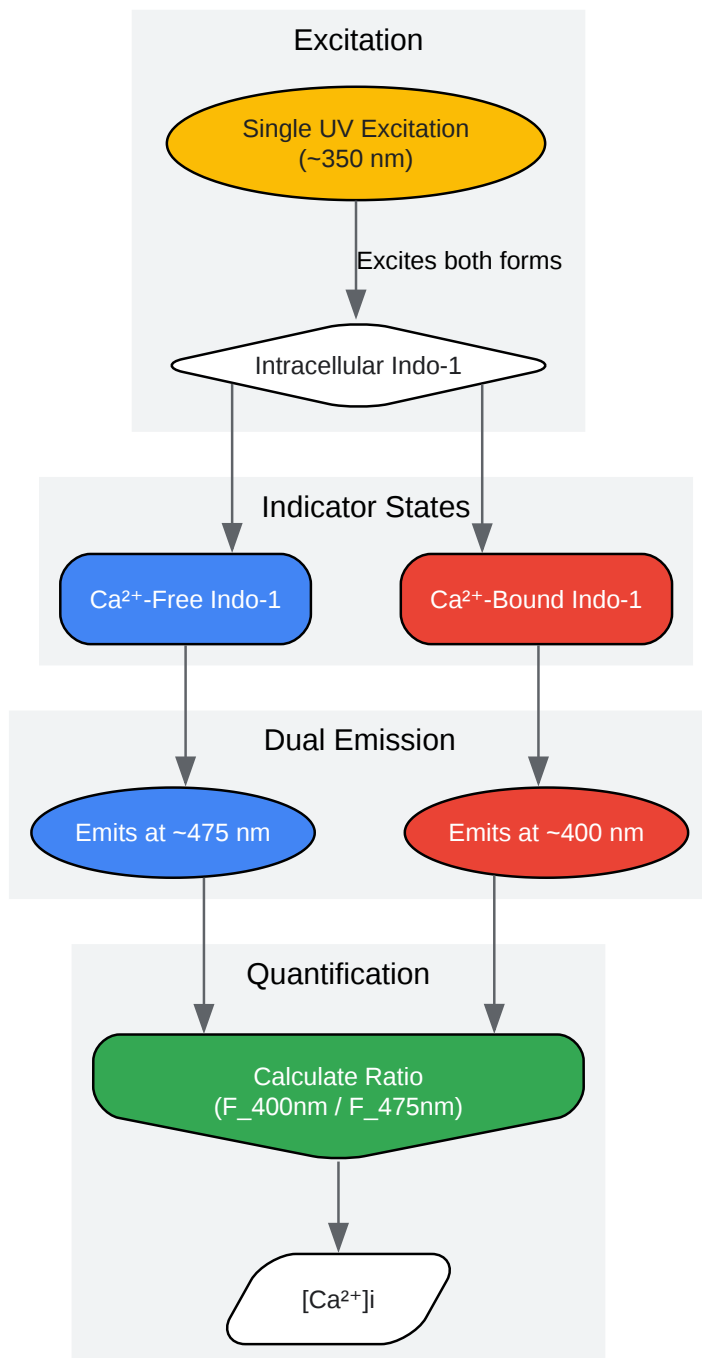 Excitation
Single UV Excitation
(~350 nm)
Excites both forms
Intracellular Indo-1
Indicator States
Ca²⁺-Free Indo-1
Ca²⁺-Bound Indo-1
Dual Emission
Emits at ~475 nm
Emits at ~400 nm
Quantification
Calculate Ratio
(F_400nm / F_475nm)
[Ca²⁺]i